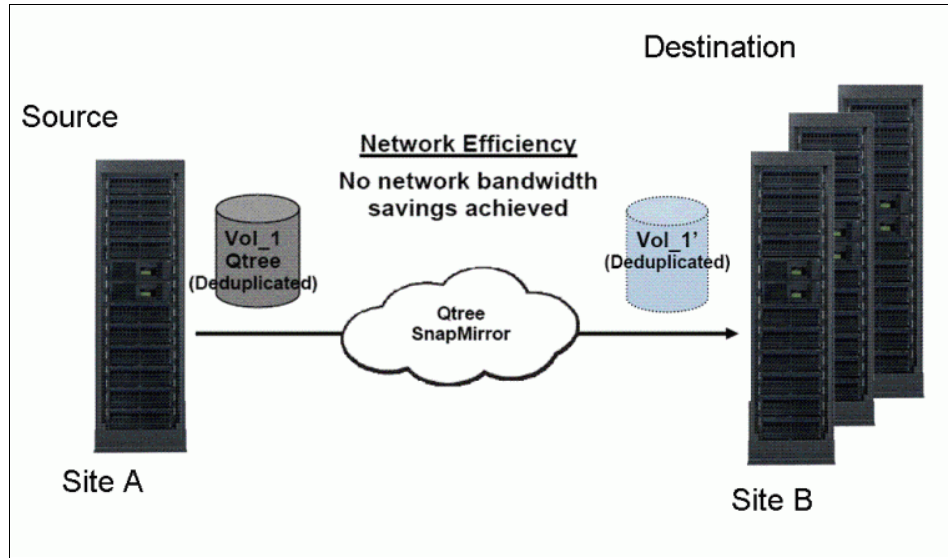 Destination
Source
Network Efficiency
No network bandwidth
savings achieved
Vol_1
Qtree
(Deduplicated)
Vol_1’
(Deduplicated)
Qtree
SnapMirror
Site A
Site B